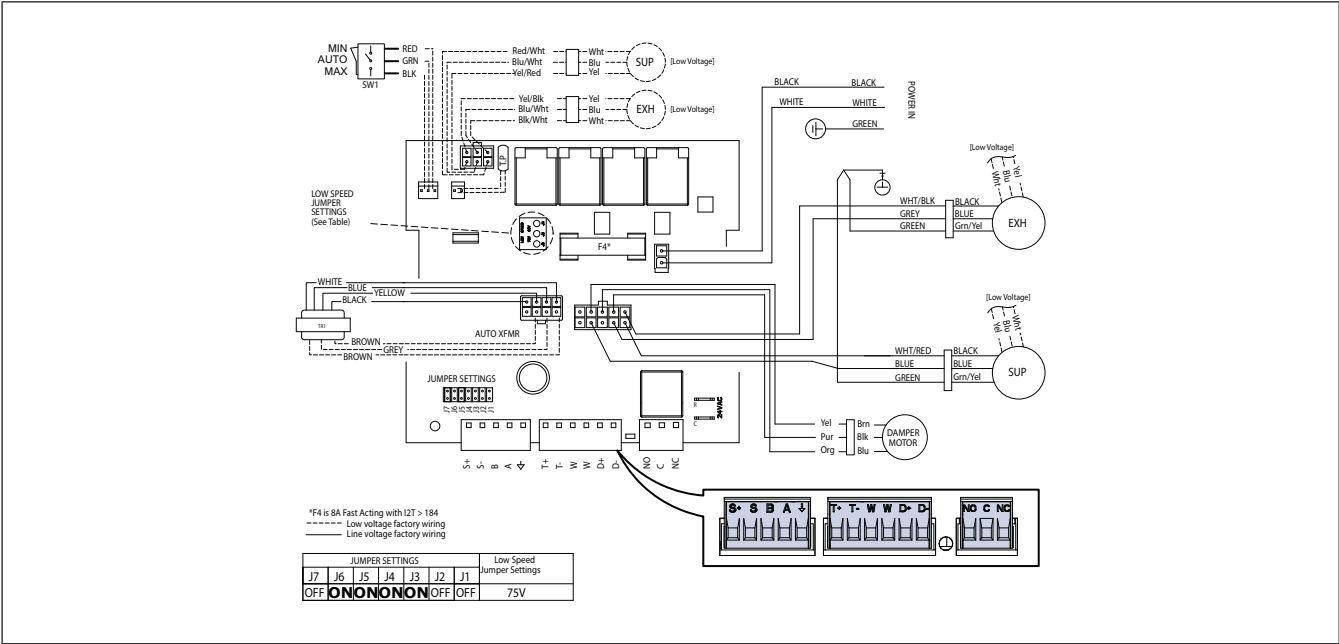 MIN
AUTO
MAX
SW1
RED
GRN
BLK
Red/Wht
Blu/Wht
Yel/Red
Wht
Blu
Yel
SUP
[Low Voltage]
Yel/Blk
Blu/Wht
Blk/Wht
Yel
Blu
Wht
EXH
[Low Voltage]
BLACK
BLACK
WHITE
WHITE
GREEN
POWER IN
T.P
LOW SPEED
JUMPER
SETTINGS
(See Table)
F4*
[Low Voltage]
Wht
Blu
Yel
WHT/BLK
BLACK
GREY
BLUE
GREEN
Grn/Yel
EXH
WHITE
BLUE
YELLOW
BLACK
TR1
BROWN
GREY
BROWN
AUTO XFMR
[Low Voltage]
Yel
Blu
Wht
WHT/RED
BLACK
BLUE
BLUE
GREEN
Grn/Yel
SUP
JUMPER SETTINGS
J7
J6
J5
J4
J3
J2
J1
R
C
24VAC
Yel
Brn
Pur
Blk
Org
Blu
DAMPER
MOTOR
S+
S-
B
A
T+
T-
W
W
D+
D-
NO
C
NC
S+ S B A
T+ T- W W D+ D-
NO C NC
*F4 is 8A Fast Acting with I2T > 184
Low voltage factory wiring
Line voltage factory wiring
JUMPER SETTINGS
Low Speed
Jumper Settings
J7 J6 J5 J4 J3 J2 J1
OFF ON ON ON ON OFF OFF 75V